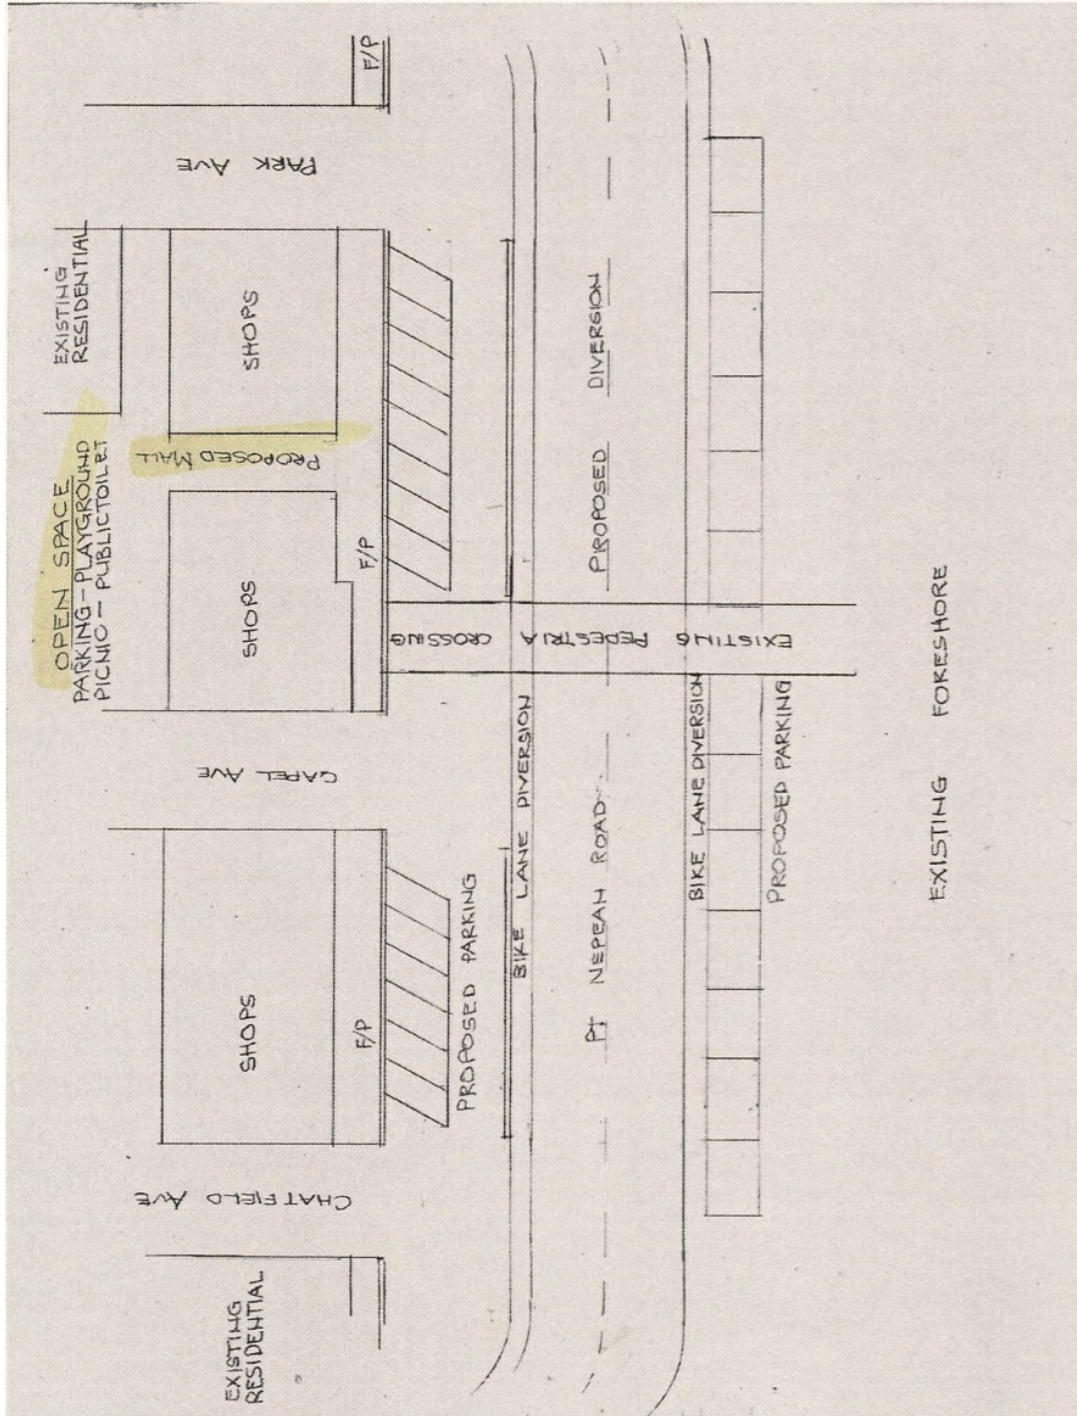 F/P
PARK AVE
EXISTING
RESIDENTIAL
SHOPS
PROPOSED MALL
OPEN SPACE
PARKING - PLAYGROUND
PICNIC - PUBLIC TOILET
SHOPS
F/P
PROPOSED DIVERSION
EXISTING PEDESTRIA CROSSING
CAPEL AVE
BIKE LANE DIVERSION
BIKE LANE DIVERSION
PROPOSED PARKING
EXISTING FORESHORE
SHOPS
F/P
PROPOSED PARKING
PT NEPEAN ROAD
CHATFIELD AVE
EXISTING
RESIDENTIAL